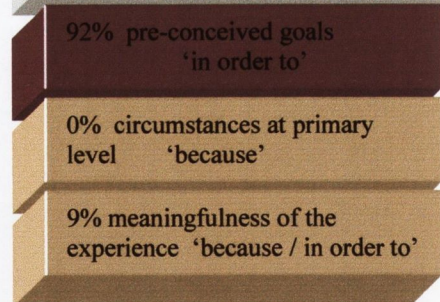 92% pre-conceived goals
'in order to'
0% circumstances at primary
level 'because'
9% meaningfulness of the
experience 'because / in order to'